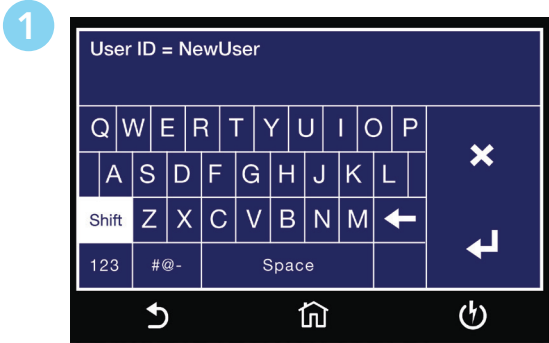 1
User ID = NewUser
Q W E R T Y U I O P
A S D F G H J K L
Shift Z X C V B N M
123 #@- Space